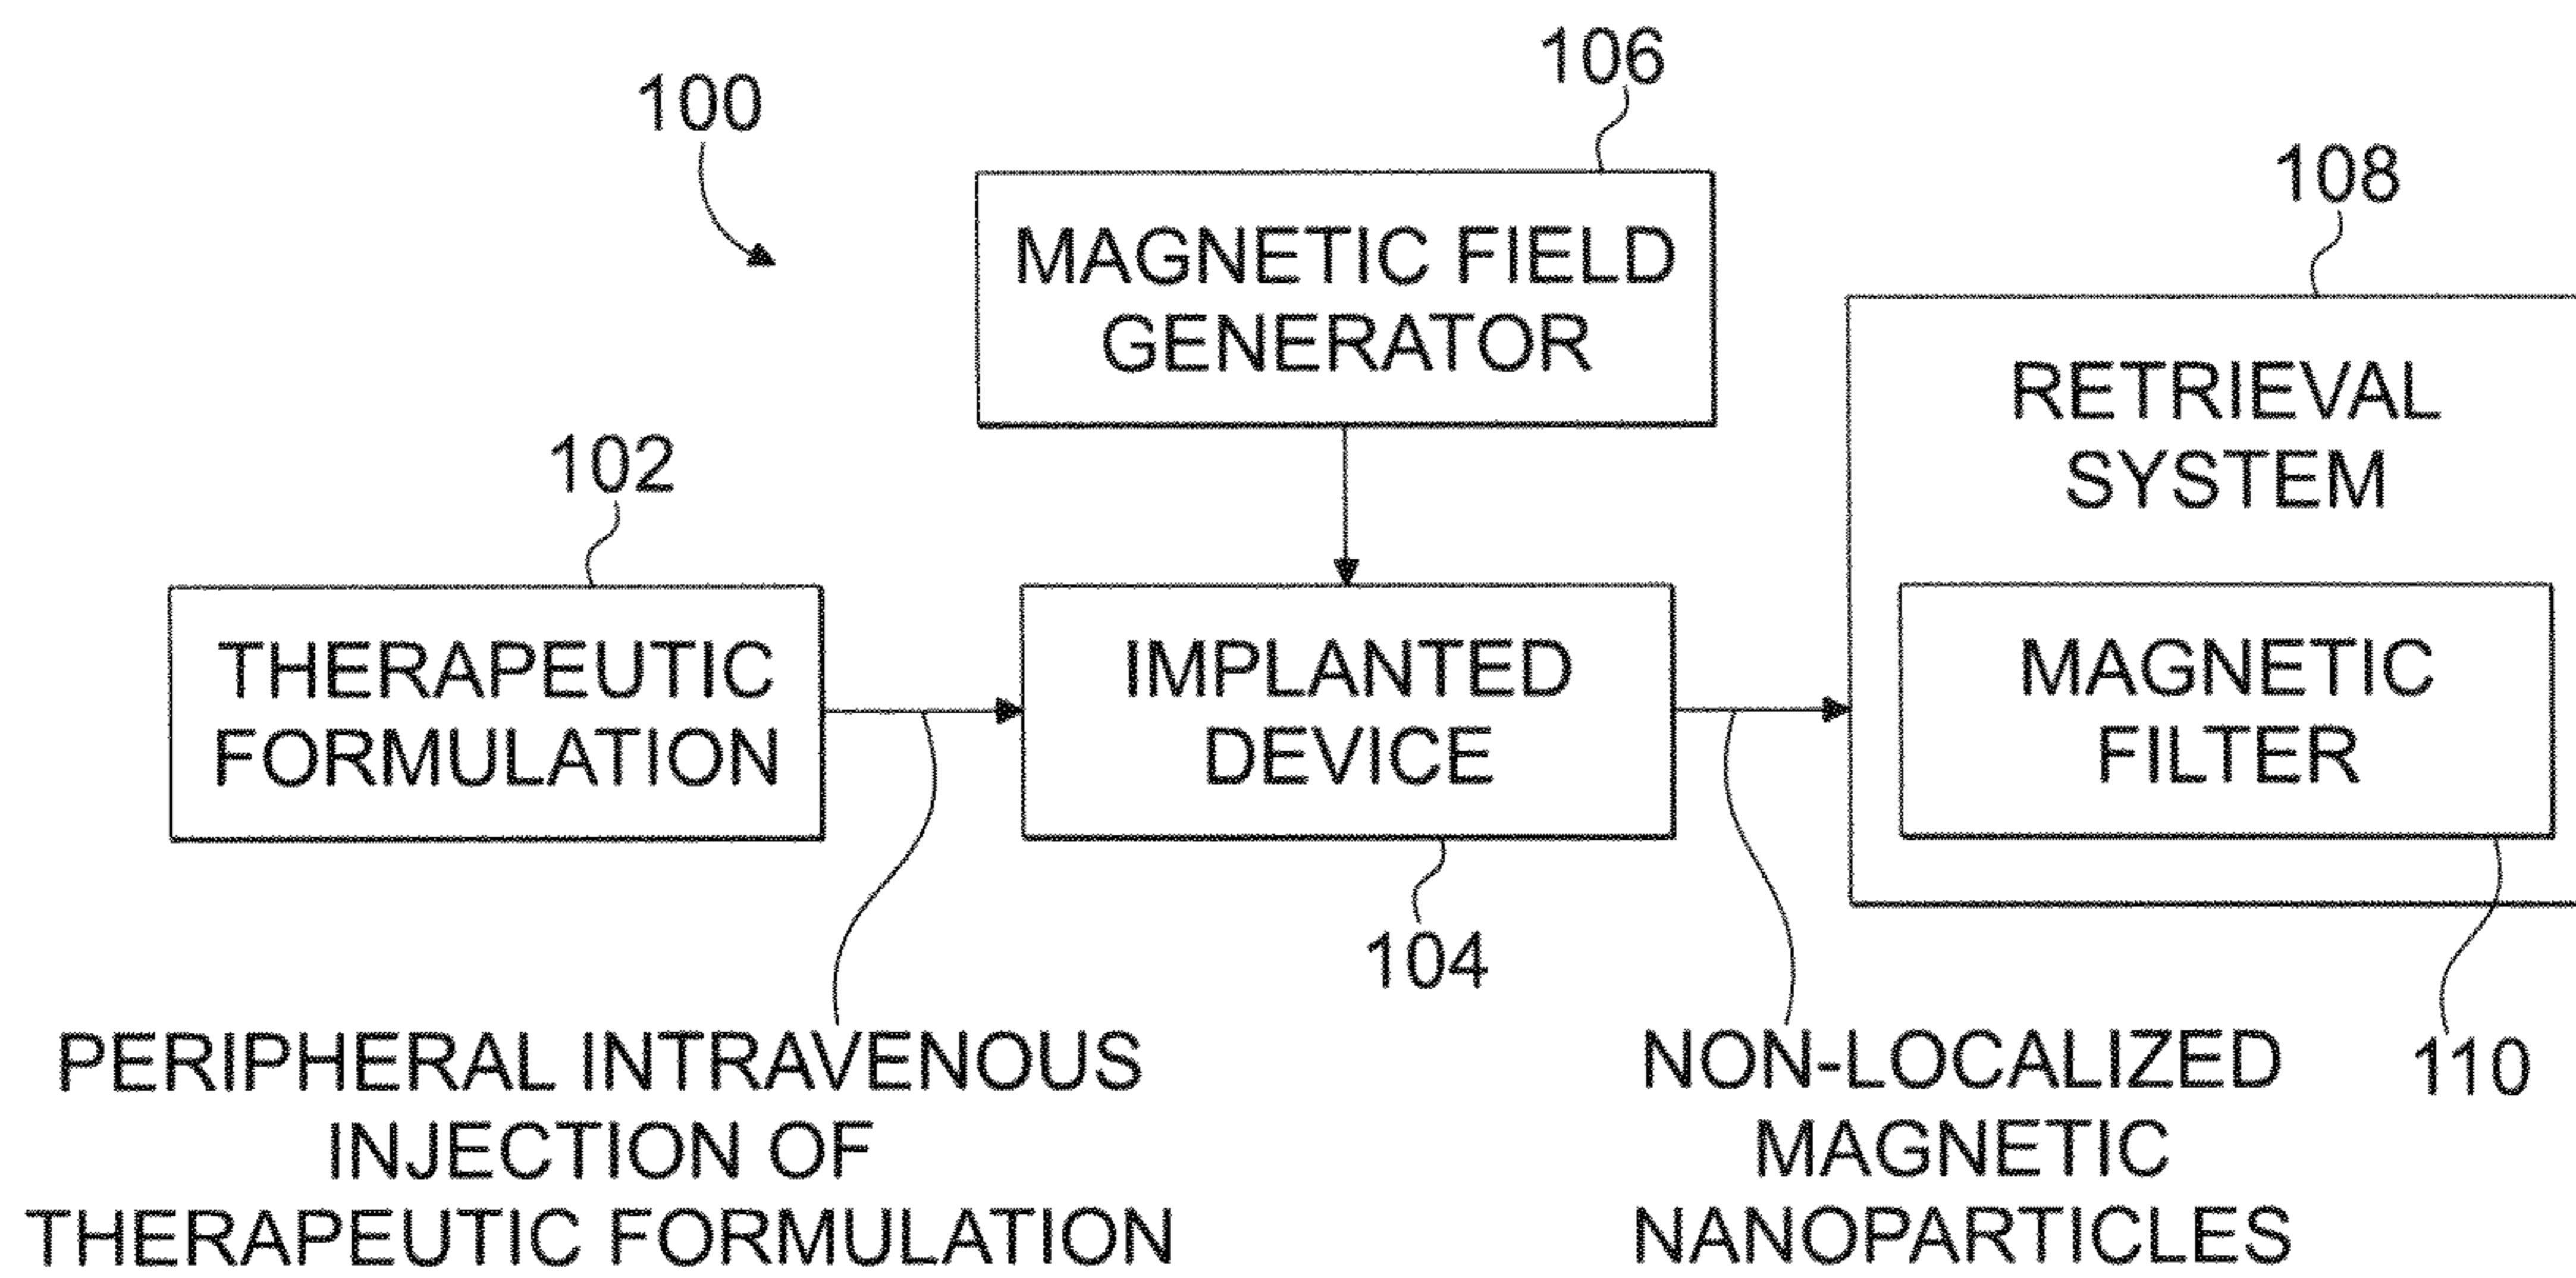 100
106
MAGNETIC FIELD
GENERATOR
108
RETRIEVAL
SYSTEM
102
THERAPEUTIC
FORMULATION
IMPLANTED
DEVICE
MAGNETIC
FILTER
104
PERIPHERAL INTRAVENOUS
INJECTION OF
THERAPEUTIC FORMULATION
NON-LOCALIZED
MAGNETIC
NANOPARTICLES
110